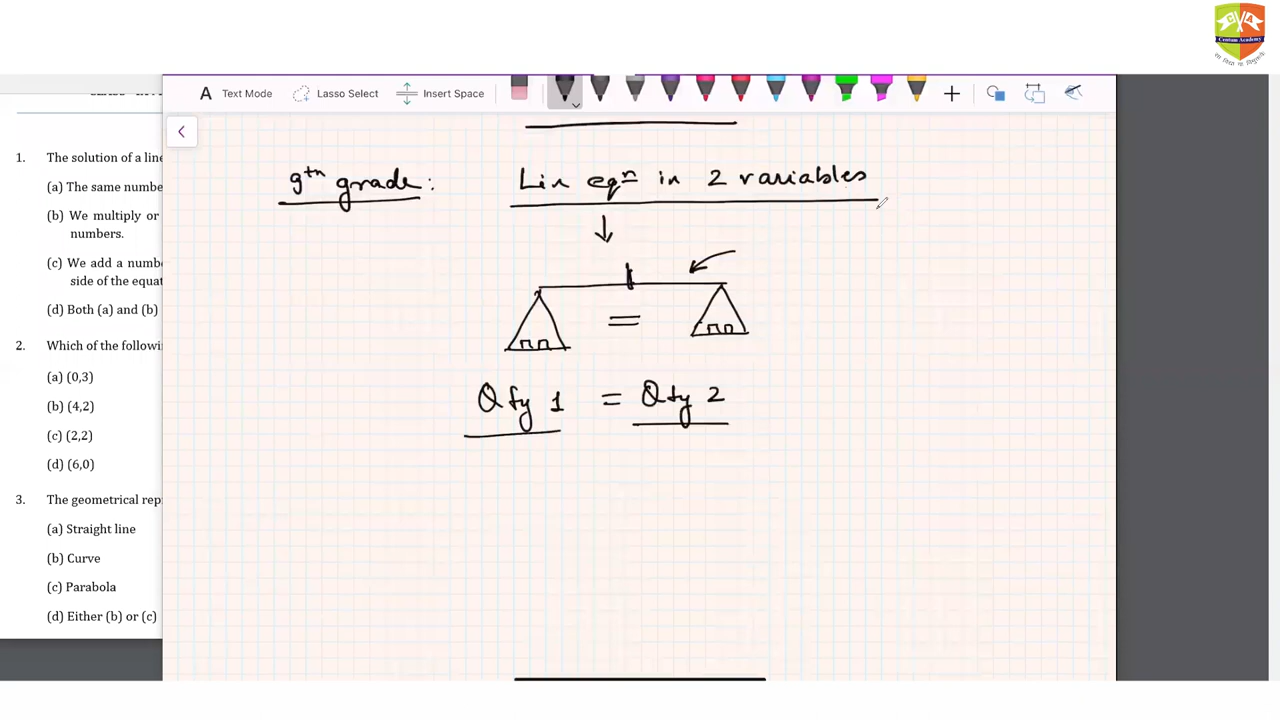 Centum Academy
A Text Mode Lasso Select Insert Space
9th grade: Lin eqn in 2 variables
=
Qty 1 = Qty 2
1. The solution of a line
(a) The same numbe
(b) We multiply or
numbers.
(c) We add a numb
side of the equat
(d) Both (a) and (b)
2. Which of the followi
(a) (0,3)
(b) (4,2)
(c) (2,2)
(d) (6,0)
3. The geometrical rep
(a) Straight line
(b) Curve
(c) Parabola
(d) Either (b) or (c)